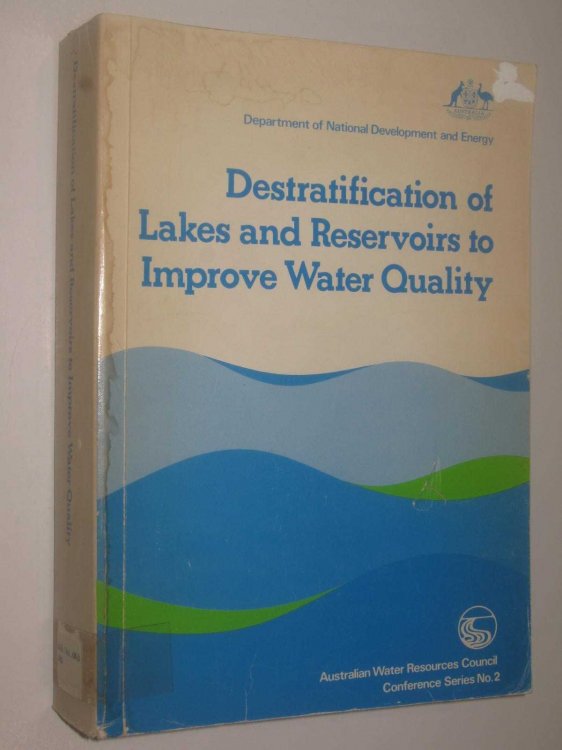 Department of National Development and Energy
Destratification of
Lakes and Reservoirs to
Improve Water Quality
Australian Water Resources Council
Conference Series No. 2
Destratification of Lakes and Reservoirs to Improve Water Quality